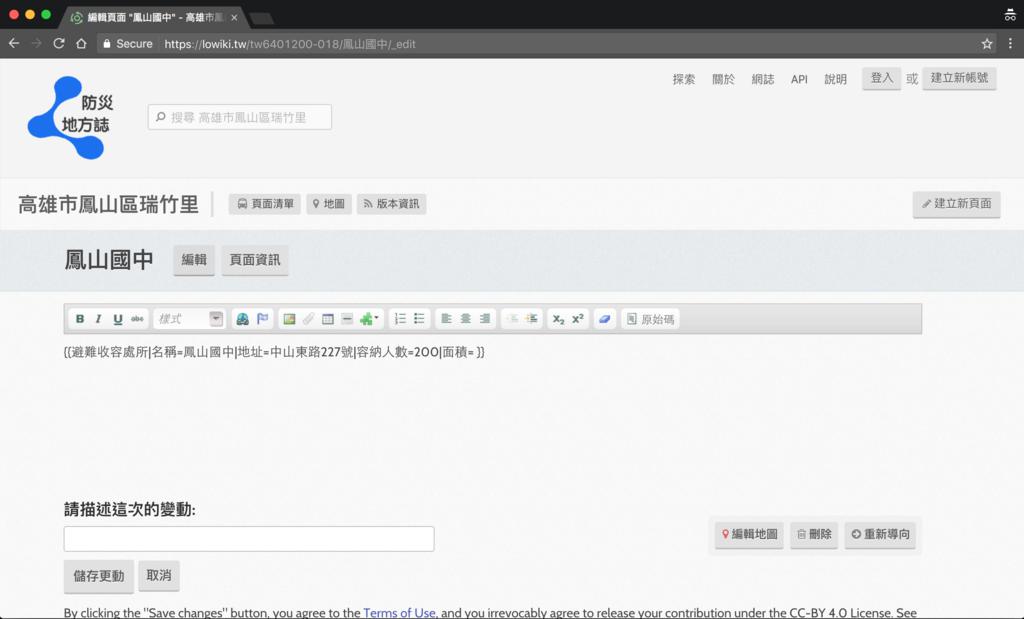 編輯頁面 "鳳山國中" - 高雄市鳳
Secure https://lowiki.tw/tw6401200-018/鳳山國中/_edit
探索 關於 網誌 API 說明 登入 或 建立新帳號
防災
地方誌
搜尋 高雄市鳳山區瑞竹里
高雄市鳳山區瑞竹里 頁面清單 地圖 版本資訊 建立新頁面
鳳山國中 編輯 頁面資訊
B I U abc 樣式 X₂ X² 原始碼
{{避難收容處所|名稱=鳳山國中|地址=中山東路227號|容納人數=200|面積= }}
請描述這次的變動:
編輯地圖 刪除 重新導向
儲存更動 取消
By clicking the "Save changes" button, you agree to the Terms of Use, and you irrevocably agree to release your contribution under the CC-BY 4.0 License. See